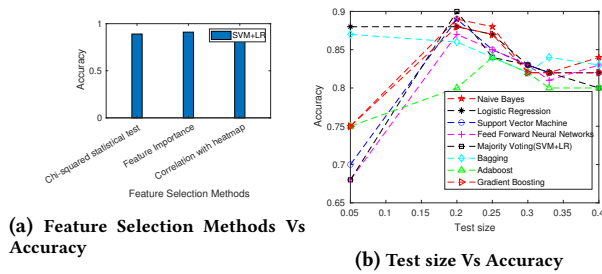 1
0.5
0
Accuracy
SVM+LR
Chi-squared statistical test
Feature Importance
Correlation with heatmap
Feature Selection Methods
(a) Feature Selection Methods Vs
Accuracy
0.9
0.85
0.8
0.75
0.7
0.65
Accuracy
Naive Bayes
Logistic Regression
Support Vector Machine
Feed Forward Neural Networks
Majority Voting(SVM+LR)
Bagging
Adaboost
Gradient Boosting
0.05 0.1 0.15 0.2 0.25 0.3 0.35 0.4
Test size
(b) Test size Vs Accuracy